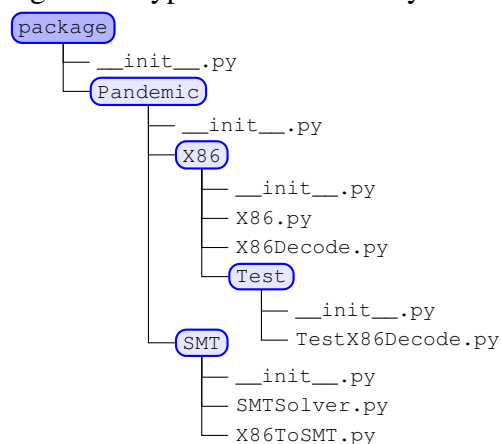 package
__init__.py
Pandemic
__init__.py
X86
__init__.py
X86.py
X86Decode.py
Test
__init__.py
TestX86Decode.py
SMT
__init__.py
SMTSolver.py
X86ToSMT.py